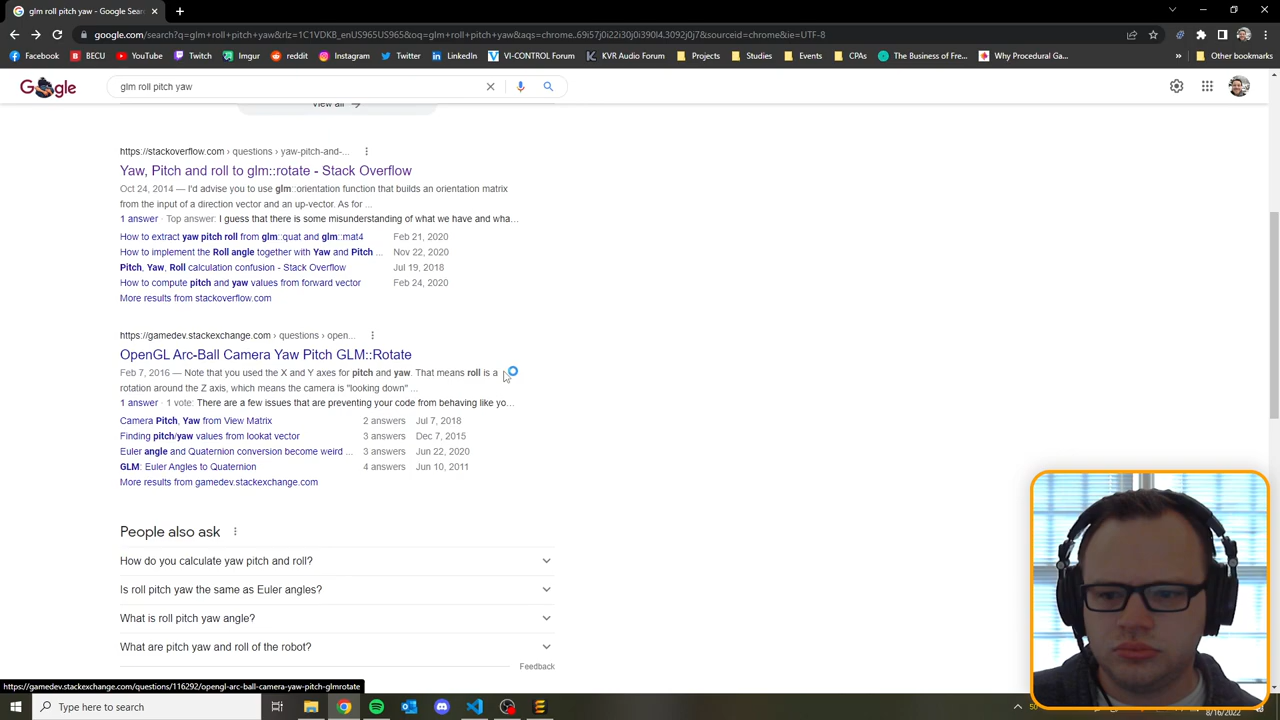 glm roll pitch yaw - Google Sear
google.com/search?q=glm+roll+pitch+yaw&rlz=1C1VDKB_enUS965US965&oq=glm+roll+pitch+yaw&aqs=chrome..69i57j0i22i30j0i390l4.3092j0j7&sourceid=chrome&ie=UTF-8
Facebook
BECU
YouTube
Imgur
reddit
Instagram
Twitter
LinkedIn
VI-CONTROL Forum
KVR Audio Forum
Properties
Studies
Events
CPAs
The Business of Fre...
Why Procedural Ga...
»
Other bookmarks
Google
glm roll pitch yaw
View all
https://stackoverflow.com › questions › yaw-pitch-and-...
Yaw, Pitch and roll to glm::rotate - Stack Overflow
Oct 24, 2014 — I'd advise you to use glm::orientation function that builds an orientation matrix
from the input of a direction vector and an up-vector. As for ...
1 answer · Top answer: I guess that there is some misunderstanding of what we have and wha...
How to extract yaw pitch roll from glm::quat and glm::mat4 Feb 21, 2020
How to implement the Roll angle together with Yaw and Pitch ... Nov 22, 2020
Pitch, Yaw, Roll calculation confusion - Stack Overflow Jul 19, 2018
How to compute pitch and yaw values from forward vector Feb 24, 2020
More results from stackoverflow.com
https://gamedev.stackexchange.com › questions › open...
OpenGL Arc-Ball Camera Yaw Pitch GLM::Rotate
Feb 7, 2016 — Note that you used the X and Y axes for pitch and yaw. That means roll is a
rotation around the Z axis, which means the camera is "looking down" ...
1 answer · 1 vote: There are a few issues that are preventing your code from behaving like yo...
Camera Pitch, Yaw from View Matrix 2 answers Jul 7, 2018
Finding pitch/yaw values from lookat vector 3 answers Dec 7, 2015
Euler angle and Quaternion conversion become weird ... 3 answers Jun 22, 2020
GLM: Euler Angles to Quaternion 4 answers Jun 10, 2011
More results from gamedev.stackexchange.com
People also ask
How do you calculate yaw pitch and roll?
Is roll pitch yaw the same as Euler angles?
What is roll pitch yaw angle?
What are pitch yaw and roll of the robot?
Feedback
https://gamedev.stackexchange.com/questions/116292/opengl-arc-ball-camera-yaw-pitch-glmrotate
Type here to search
8/16/2022